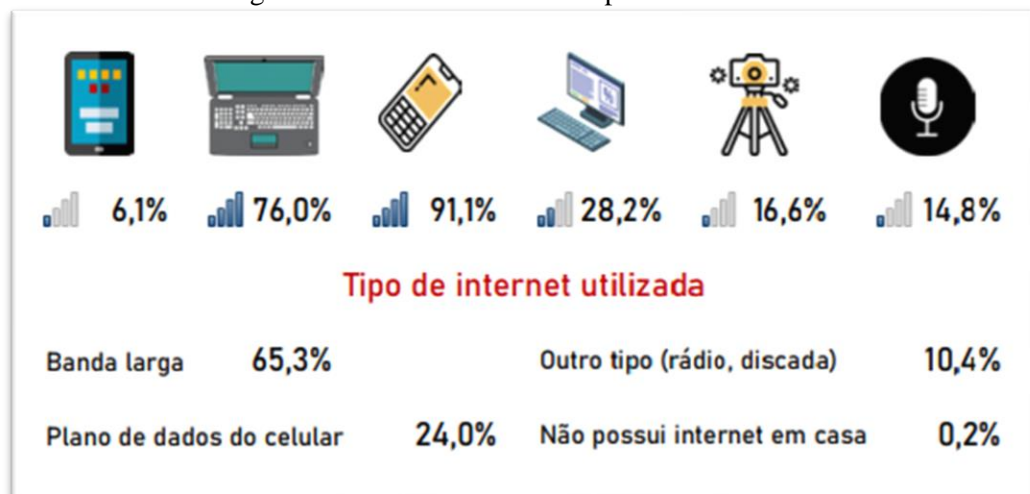 6,1% 76,0% 91,1% 28,2% 16,6% 14,8%
Tipo de internet utilizada
Banda larga 65,3% Outro tipo (rádio, discada) 10,4%
Plano de dados do celular 24,0% Não possui internet em casa 0,2%